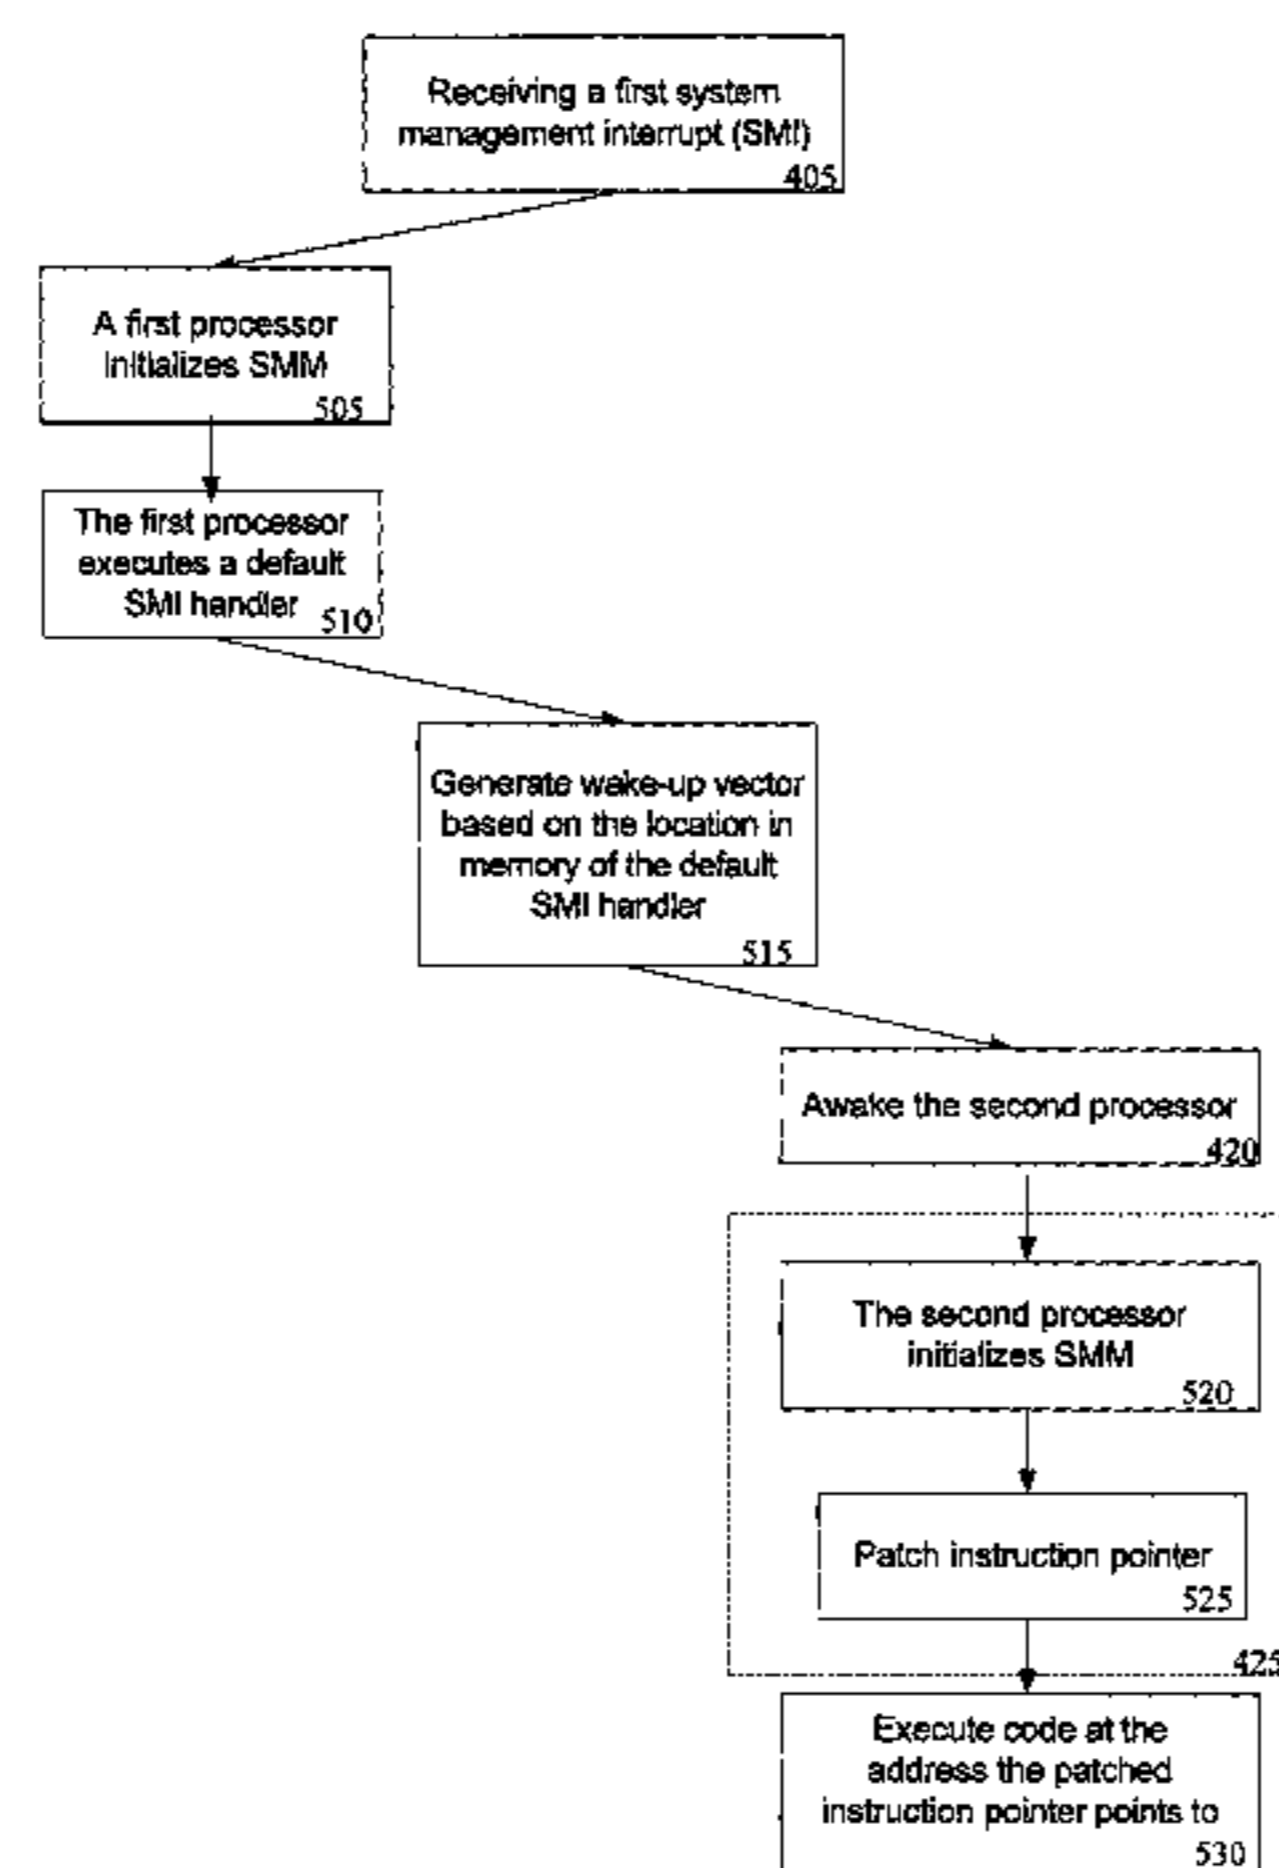 Receiving a first system
management interrupt (SMI)
405
A first processor
initializes SMM
505
The first processor
executes a default
SMI handler
510
Generate wake-up vector
based on the location in
memory of the default
SMI handler
515
Awake the second processor
420
The second processor
initializes SMM
520
Patch instruction pointer
525
425
Execute code at the
address the patched
instruction pointer points to
530